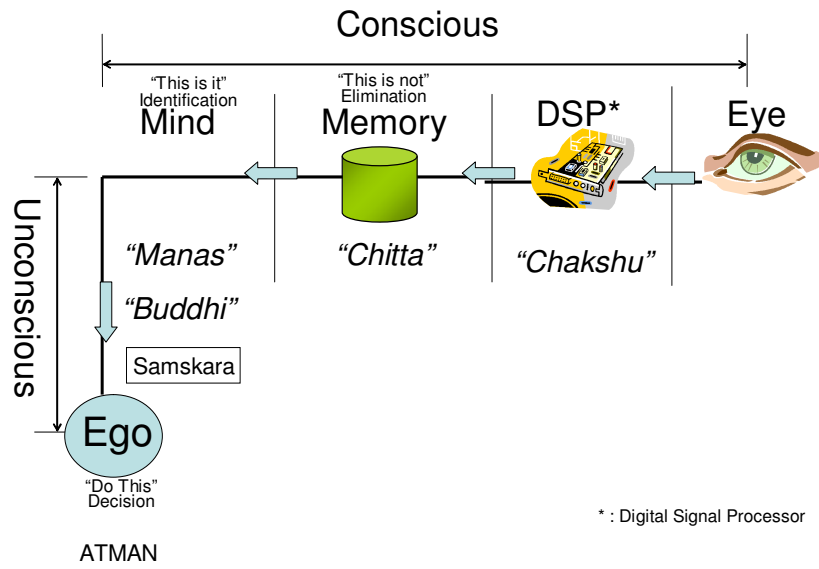 Conscious
“This is it”
Identification
Mind
“This is not”
Elimination
Memory
DSP*
Eye
Unconscious
“Manas”
“Chitta”
“Chakshu”
“Buddhi”
Samskara
Ego
“Do This”
Decision
* : Digital Signal Processor
ATMAN